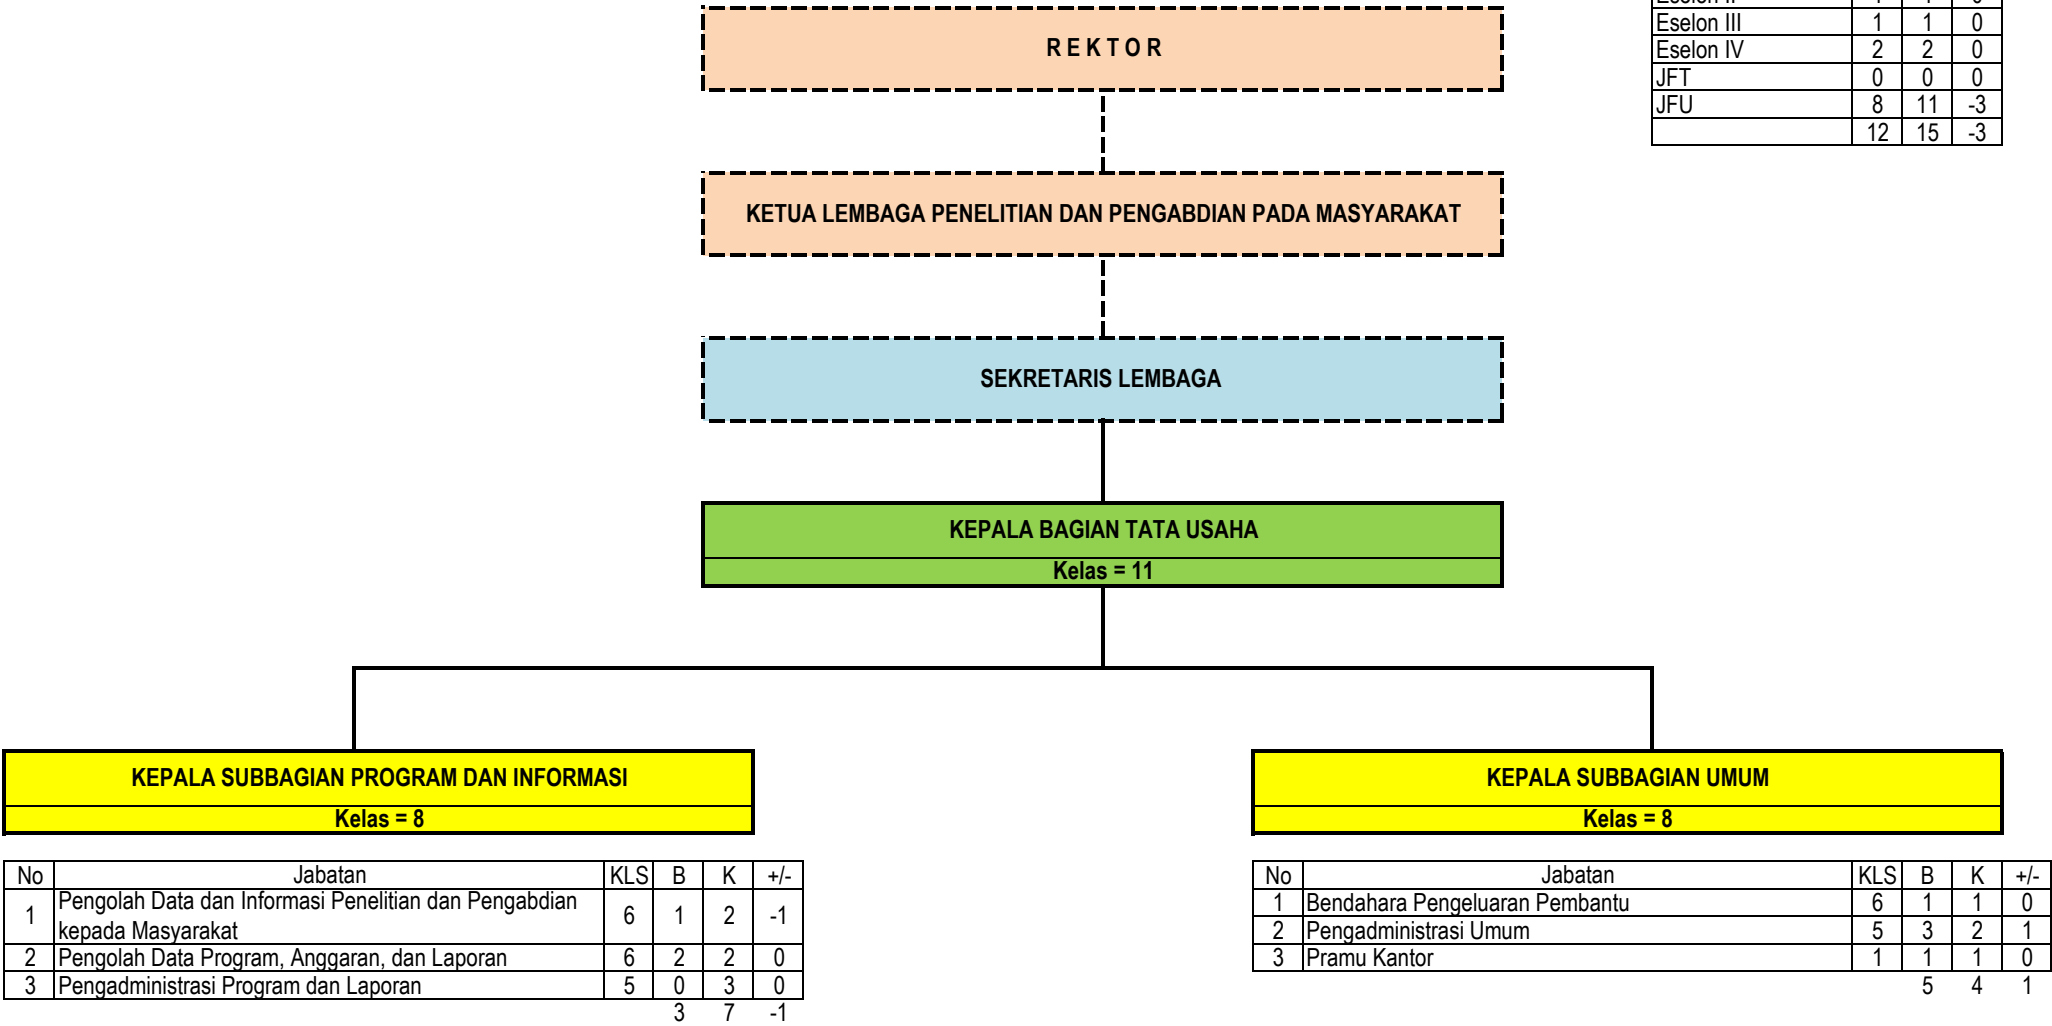 Eselon III 1 1 0
Eselon IV 2 2 0
JFT 0 0 0
JFU 8 11 -3
12 15 -3
R E K T O R
KETUA LEMBAGA PENELITIAN DAN PENGABDIAN PADA MASYARAKAT
SEKRETARIS LEMBAGA
KEPALA BAGIAN TATA USAHA
Kelas = 11
KEPALA SUBBAGIAN PROGRAM DAN INFORMASI
Kelas = 8
No Jabatan KLS B K +/-
1 Pengolah Data dan Informasi Penelitian dan Pengabdian
kepada Masyarakat 6 1 2 -1
2 Pengolah Data Program, Anggaran, dan Laporan 6 2 2 0
3 Pengadministrasi Program dan Laporan 5 0 3 0
3 7 -1
KEPALA SUBBAGIAN UMUM
Kelas = 8
No Jabatan KLS B K +/-
1 Bendahara Pengeluaran Pembantu 6 1 1 0
2 Pengadministrasi Umum 5 3 2 1
3 Pramu Kantor 1 1 1 0
5 4 1